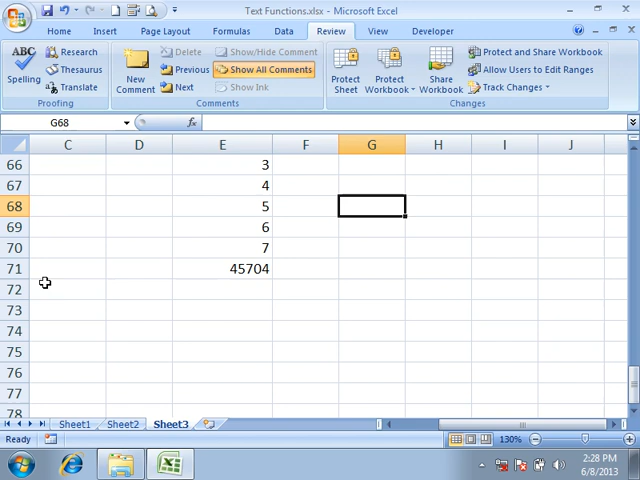 Text Functions.xlsx - Microsoft Excel
Home Insert Page Layout Formulas Data Review View Developer
ABC Spelling Research Thesaurus Translate
Proofing
New Comment Delete Previous Next Show/Hide Comment Show All Comments Show Ink
Comments
Protect Sheet Protect Workbook Share Workbook Protect and Share Workbook Allow Users to Edit Ranges Track Changes
Changes
G68 fx
C D E F G H I J
66 3
67 4
68 5
69 6
70 7
71 45704
72
73
74
75
76
77
78
Sheet1 Sheet2 Sheet3
Ready 130%
2:28 PM
6/8/2013